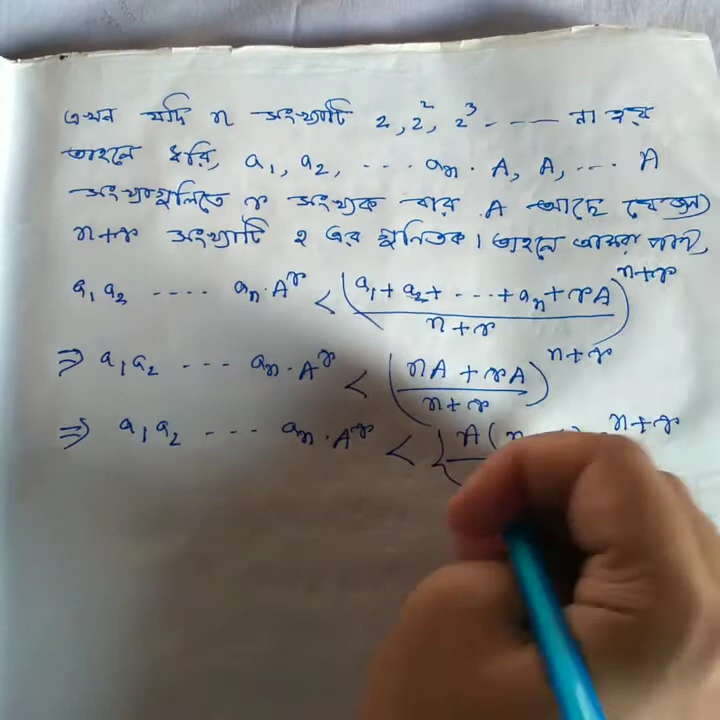 এখন যদি n সংখ্যাটি 2, 2², 2³ ------ না হয়
তাহলে ধরি, a₁, a₂, .... aₙ. A, A, .... A
সংখ্যাগুলিতে r সংখ্যক বার A আছে যেন
n+r সংখ্যাটি 2 এর গুনিতক। তাহলে আমরা পাই,
a₁ a₂ .... aₙ. Aʳ < ((a₁ + a₂ + ... + aₙ + rA)/(n+r))ⁿ⁺ʳ
⇒ a₁ a₂ ... aₙ. Aʳ < ((nA + rA)/(n+r))ⁿ⁺ʳ
⇒ a₁ a₂ ... aₙ. Aʳ < {A(n n+r